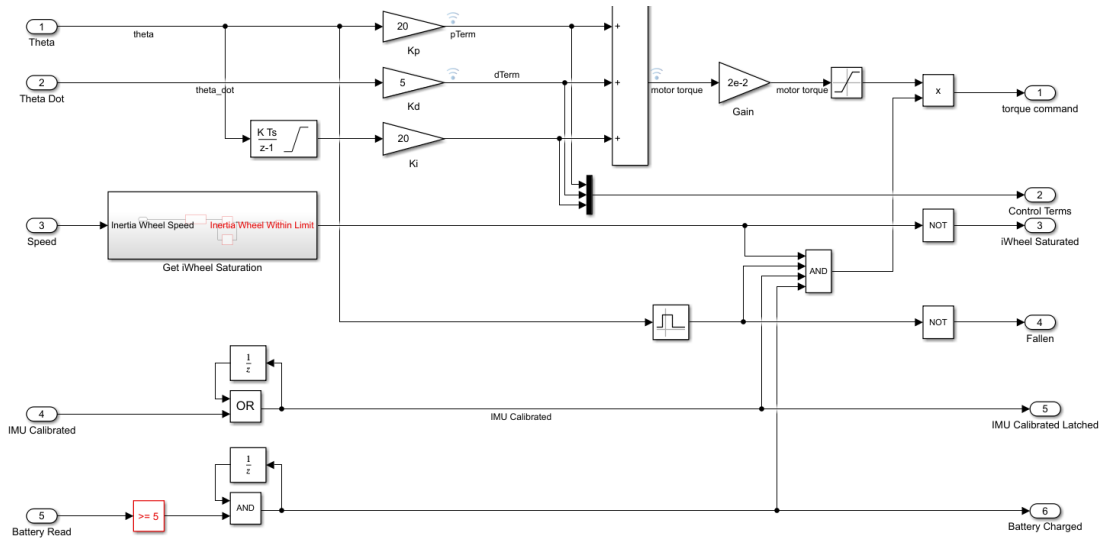 1
Theta
theta
20
Kp
pTerm
+
2
Theta Dot
theta_dot
5
Kd
dTerm
+
motor torque
2e-2
Gain
motor torque
x
1
torque command
K Ts
z-1
20
Ki
+
3
Speed
Inertia Wheel Speed
Inertia Wheel Within Limit
Get iWheel Saturation
2
Control Terms
NOT
3
iWheel Saturated
AND
NOT
4
Fallen
1
z
4
IMU Calibrated
OR
IMU Calibrated
5
IMU Calibrated Latched
1
z
5
Battery Read
>= 5
AND
6
Battery Charged